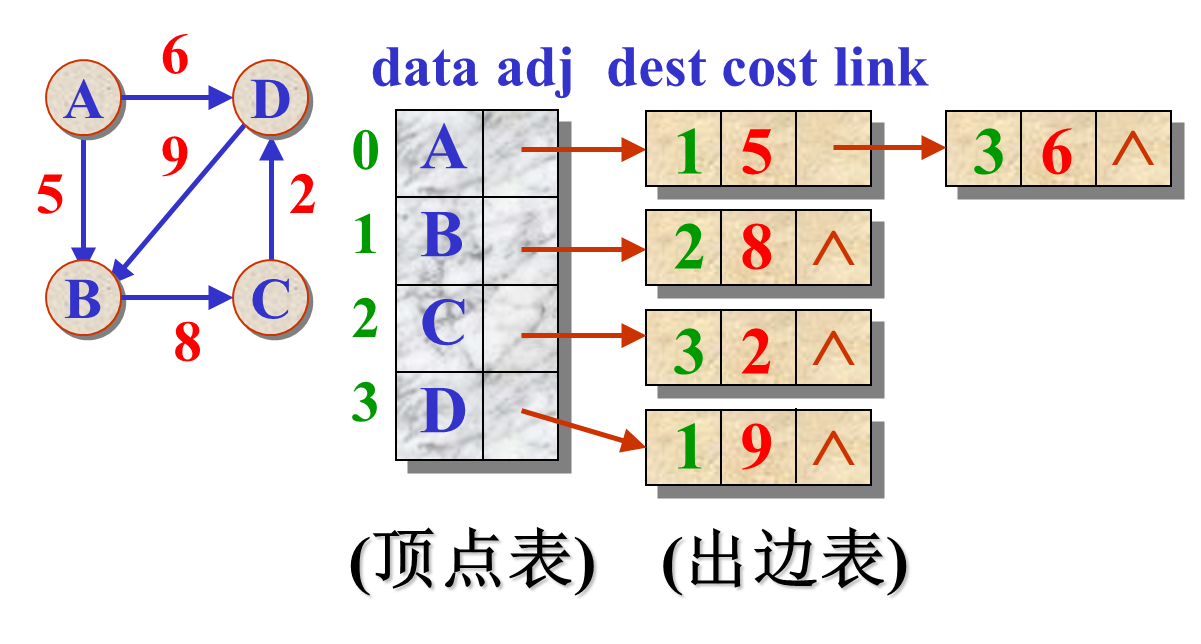 data adj dest cost link
A 6 D
5 9 2
B 8 C
0 A 1 5 3 6 ∧
1 B 2 8 ∧
2 C 3 2 ∧
3 D 1 9 ∧
(顶点表) (出边表)